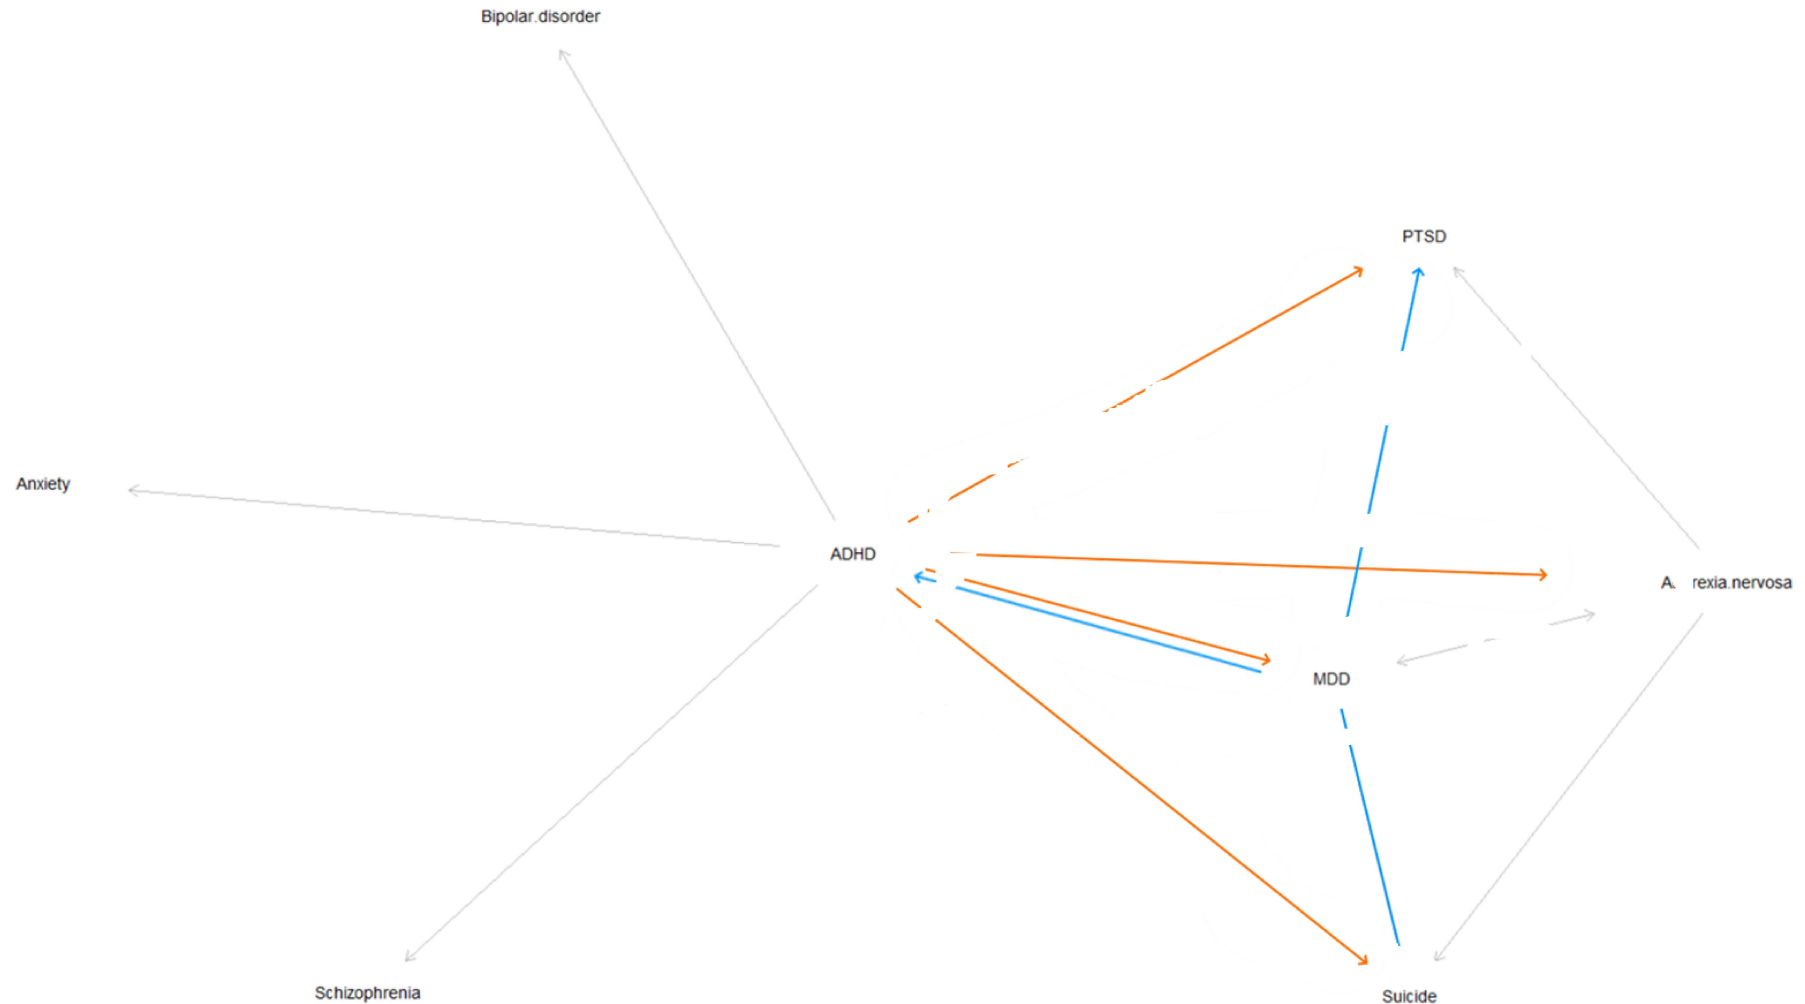 Bipolar.disorder
PTSD
Anxiety
ADHD
A. rexia.nervosa
MDD
Schizophrenia
Suicide